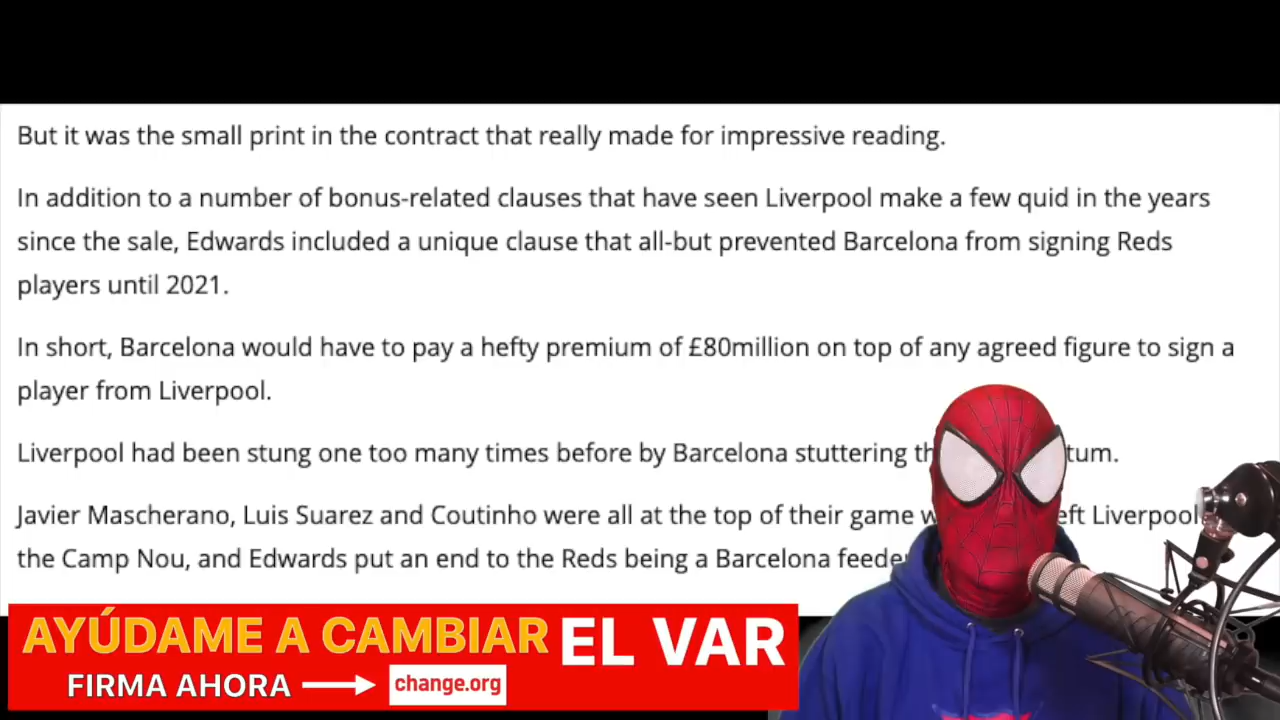 But it was the small print in the contract that really made for impressive reading.
In addition to a number of bonus-related clauses that have seen Liverpool make a few quid in the years
since the sale, Edwards included a unique clause that all-but prevented Barcelona from signing Reds
players until 2021.
In short, Barcelona would have to pay a hefty premium of £80million on top of any agreed figure to sign a
player from Liverpool.
Liverpool had been stung one too many times before by Barcelona stuttering
Javier Mascherano, Luis Suarez and Coutinho were all at the top of their game Liverpool
the Camp Nou, and Edwards put an end to the Reds being a Barcelona
AYÚDAME A CAMBIAR EL VAR
FIRMA AHORA change.org